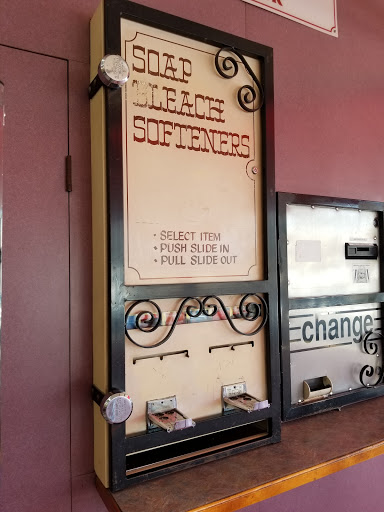 SOAP
BLEACH
SOFTENERS
• SELECT ITEM
• PUSH SLIDE IN
• PULL SLIDE OUT
change